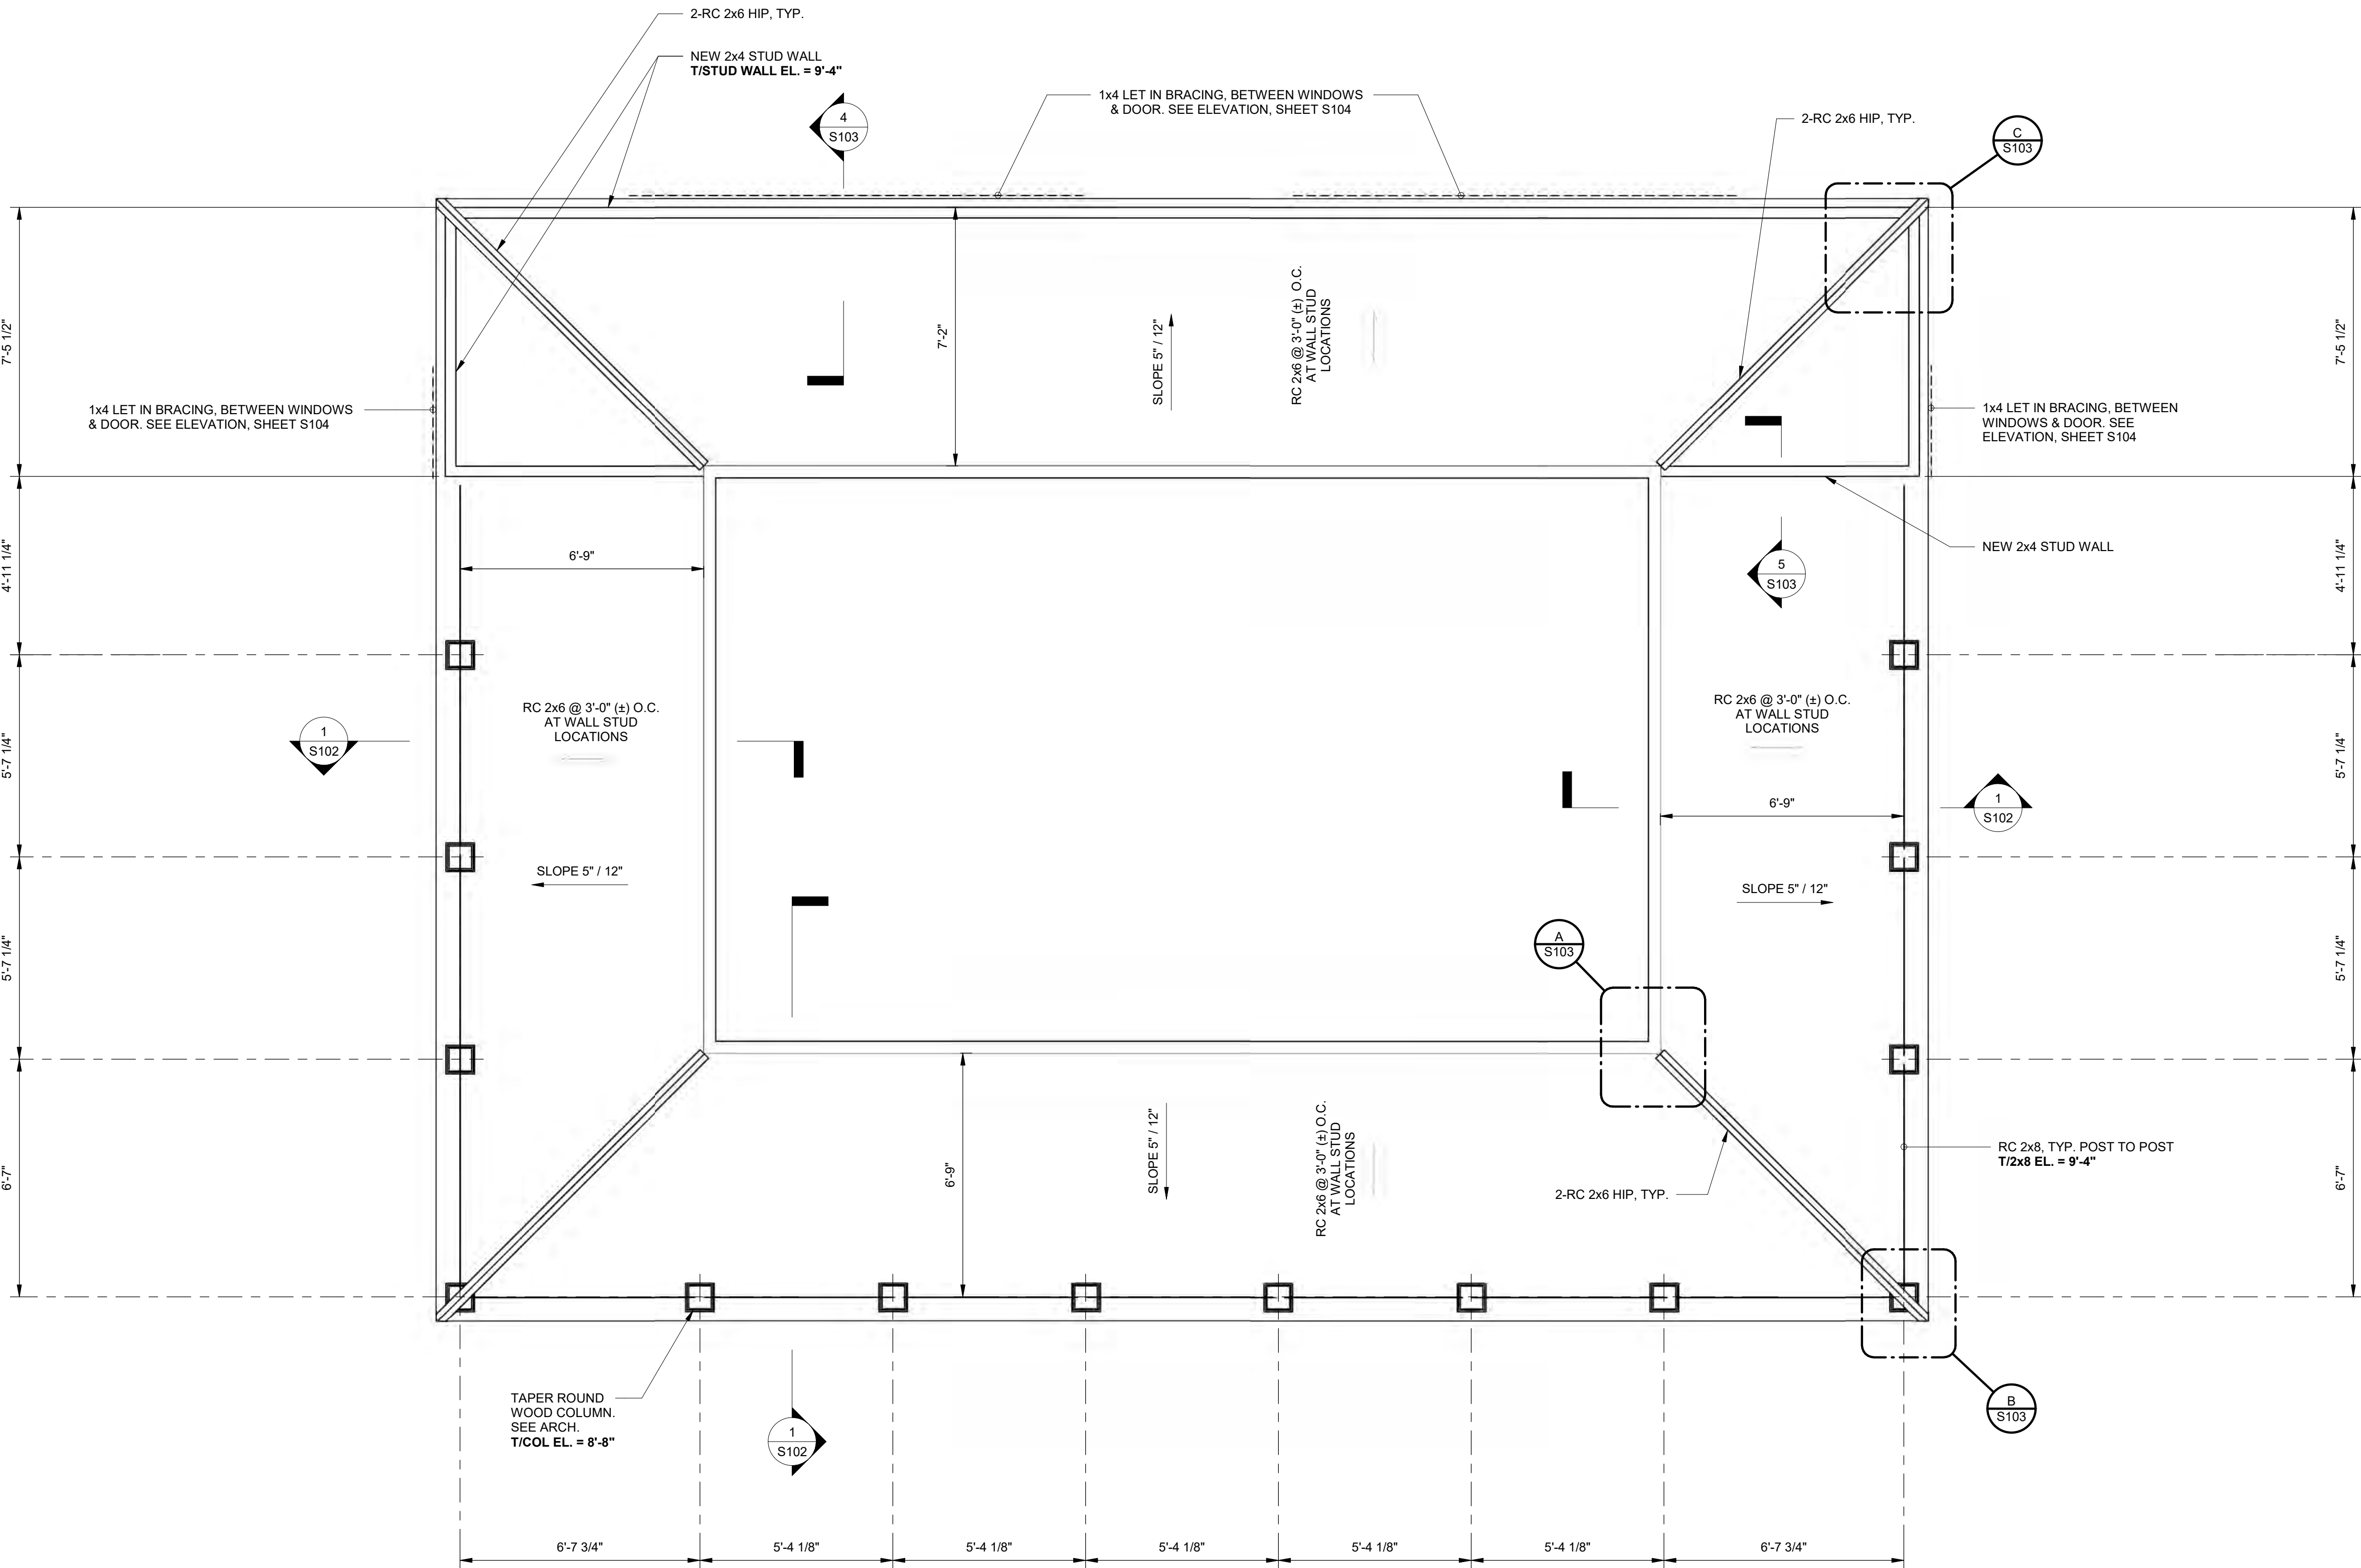 2-RC 2x6 HIP, TYP.
NEW 2x4 STUD WALL
T/STUD WALL EL. = 9'-4"
4
S103
1x4 LET IN BRACING, BETWEEN WINDOWS
& DOOR. SEE ELEVATION, SHEET S104
2-RC 2x6 HIP, TYP.
C
S103
7'-5 1/2"
7'-2"
SLOPE 5" / 12"
RC 2x6 @ 3'-0" (±) O.C.
AT WALL STUD
LOCATIONS
7'-5 1/2"
1x4 LET IN BRACING, BETWEEN WINDOWS
& DOOR. SEE ELEVATION, SHEET S104
1x4 LET IN BRACING, BETWEEN
WINDOWS & DOOR. SEE
ELEVATION, SHEET S104
4'-11 1/4"
6'-9"
5
S103
NEW 2x4 STUD WALL
4'-11 1/4"
5'-7 1/4"
1
S102
RC 2x6 @ 3'-0" (±) O.C.
AT WALL STUD
LOCATIONS
RC 2x6 @ 3'-0" (±) O.C.
AT WALL STUD
LOCATIONS
6'-9"
1
S102
5'-7 1/4"
5'-7 1/4"
SLOPE 5" / 12"
SLOPE 5" / 12"
A
S103
5'-7 1/4"
6'-7"
6'-9"
SLOPE 5" / 12"
RC 2x6 @ 3'-0" (±) O.C.
AT WALL STUD
LOCATIONS
2-RC 2x6 HIP, TYP.
RC 2x8, TYP. POST TO POST
T/2x8 EL. = 9'-4"
6'-7"
TAPER ROUND
WOOD COLUMN.
SEE ARCH.
T/COL EL. = 8'-8"
1
S102
B
S103
6'-7 3/4"
5'-4 1/8"
5'-4 1/8"
5'-4 1/8"
5'-4 1/8"
5'-4 1/8"
6'-7 3/4"